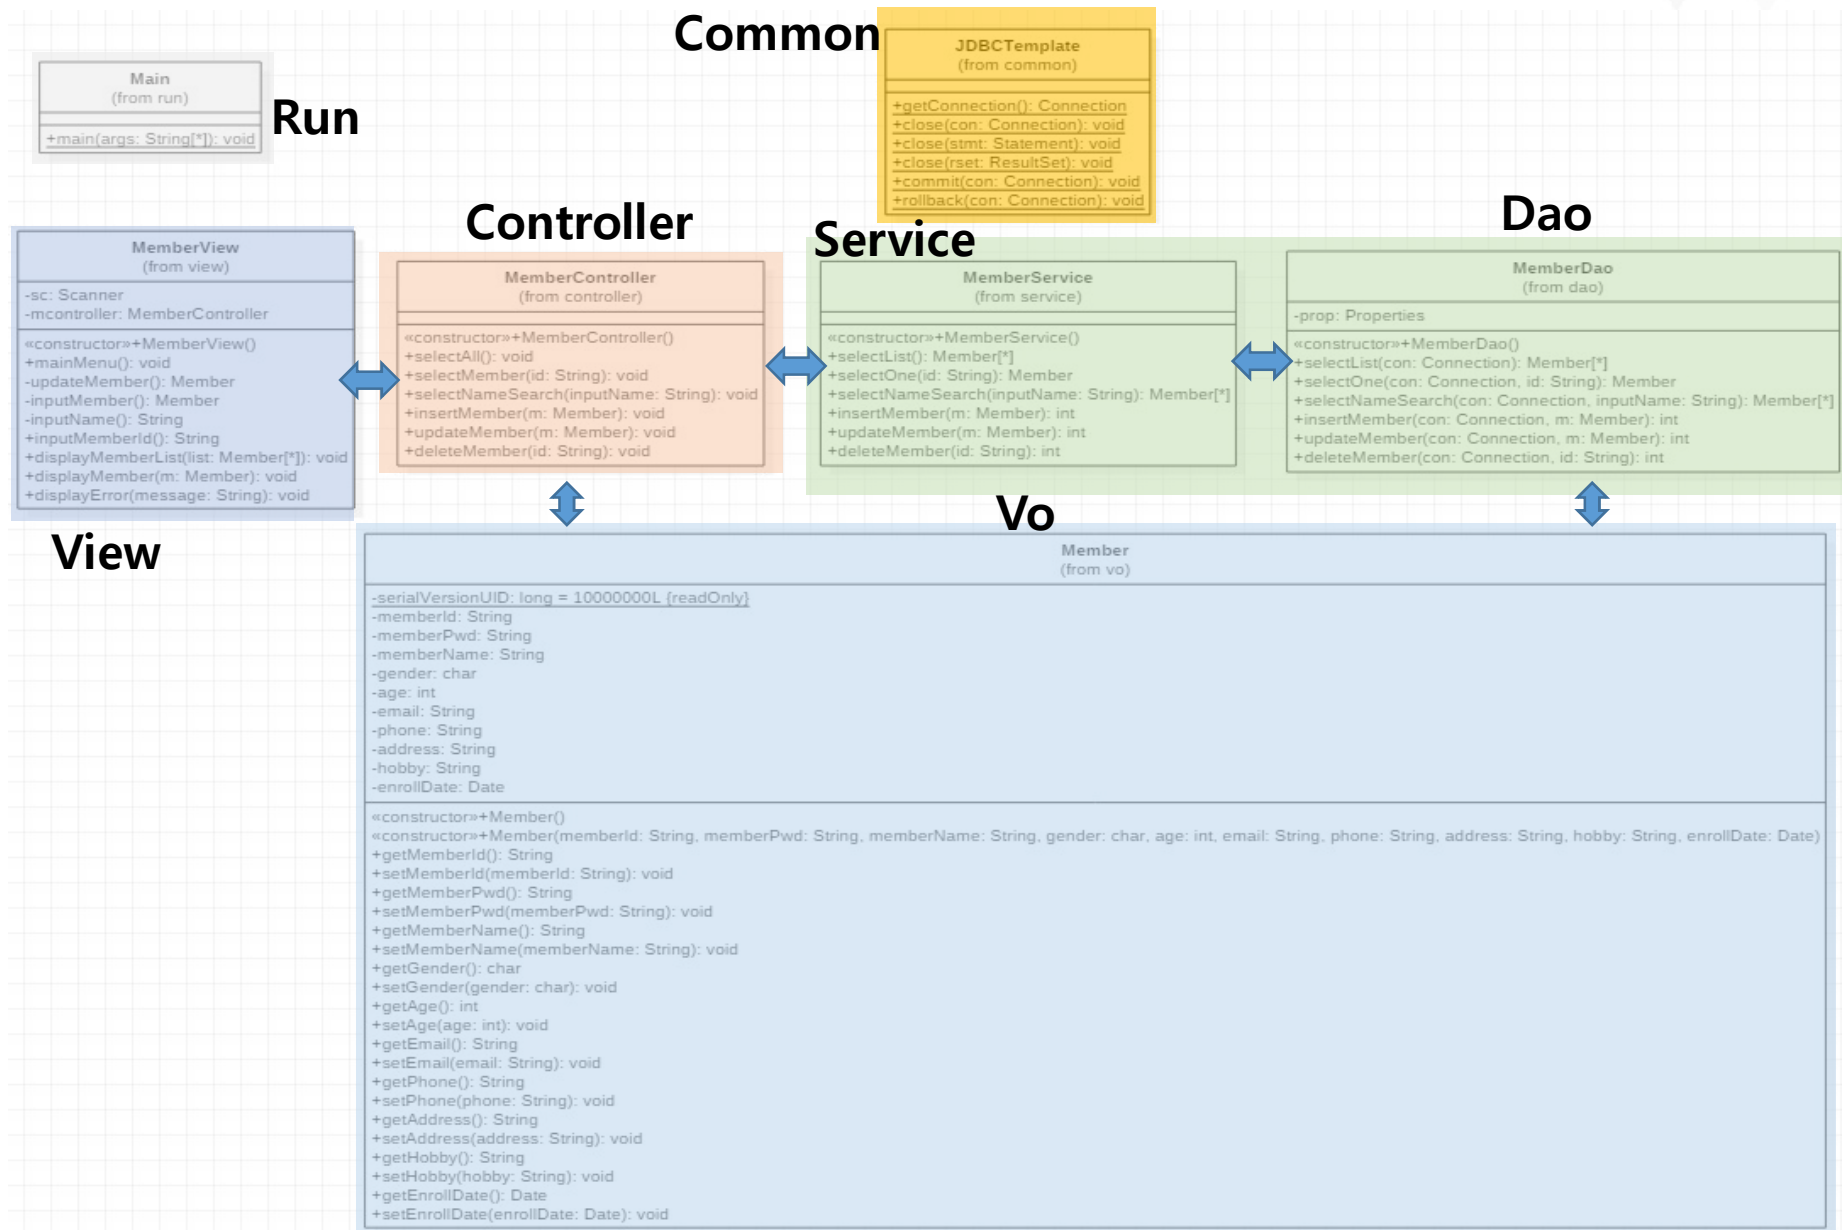 Common
JDBCTemplate
(from common)
+getConnection(): Connection
+close(con: Connection): void
+close(stmt: Statement): void
+close(rset: ResultSet): void
+commit(con: Connection): void
+rollback(con: Connection): void
Main
(from run)
+main(args: String[*]): void
Run
MemberView
(from view)
-sc: Scanner
-mcontroller: MemberController
«constructor»+MemberView()
+mainMenu(): void
-updateMember(): Member
-inputMember(): Member
-inputName(): String
+inputMemberId(): String
+displayMemberList(list: Member[*]): void
+displayMember(m: Member): void
+displayError(message: String): void
View
Controller
MemberController
(from controller)
«constructor»+MemberController()
+selectAll(): void
+selectMember(id: String): void
+selectNameSearch(inputName: String): void
+insertMember(m: Member): void
+updateMember(m: Member): void
+deleteMember(id: String): void
Service
MemberService
(from service)
«constructor»+MemberService()
+selectList(): Member[*]
+selectOne(id: String): Member
+selectNameSearch(inputName: String): Member[*]
+insertMember(m: Member): int
+updateMember(m: Member): int
+deleteMember(id: String): int
Dao
MemberDao
(from dao)
-prop: Properties
«constructor»+MemberDao()
+selectList(con: Connection): Member[*]
+selectOne(con: Connection, id: String): Member
+selectNameSearch(con: Connection, inputName: String): Member[*]
+insertMember(con: Connection, m: Member): int
+updateMember(con: Connection, m: Member): int
+deleteMember(con: Connection, id: String): int
Vo
Member
(from vo)
-serialVersionUID: long = 10000000L {readOnly}
-memberId: String
-memberPwd: String
-memberName: String
-gender: char
-age: int
-email: String
-phone: String
-address: String
-hobby: String
-enrollDate: Date
«constructor»+Member()
«constructor»+Member(memberId: String, memberPwd: String, memberName: String, gender: char, age: int, email: String, phone: String, address: String, hobby: String, enrollDate: Date)
+getMemberId(): String
+setMemberId(memberId: String): void
+getMemberPwd(): String
+setMemberPwd(memberPwd: String): void
+getMemberName(): String
+setMemberName(memberName: String): void
+getGender(): char
+setGender(gender: char): void
+getAge(): int
+setAge(age: int): void
+getEmail(): String
+setEmail(email: String): void
+getPhone(): String
+setPhone(phone: String): void
+getAddress(): String
+setAddress(address: String): void
+getHobby(): String
+setHobby(hobby: String): void
+getEnrollDate(): Date
+setEnrollDate(enrollDate: Date): void